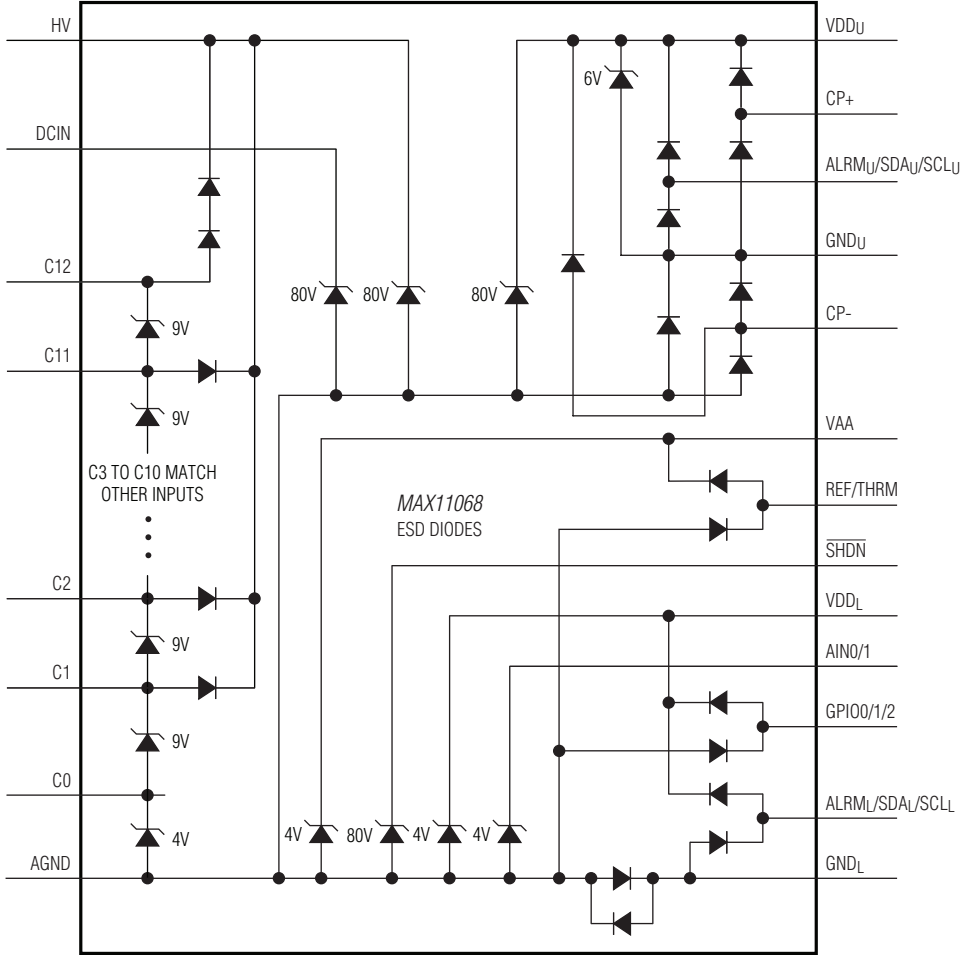 HV
VDDU
6V
CP+
DCIN
ALRMU/SDAU/SCLU
GNDU
C12
80V
80V
80V
9V
CP-
C11
9V
VAA
C3 TO C10 MATCH
OTHER INPUTS
REF/THRM
MAX11068
ESD DIODES
SHDN
C2
VDDL
9V
AIN0/1
C1
GPIO0/1/2
9V
C0
ALRML/SDAL/SCLL
4V
4V
80V
4V
4V
AGND
GNDL